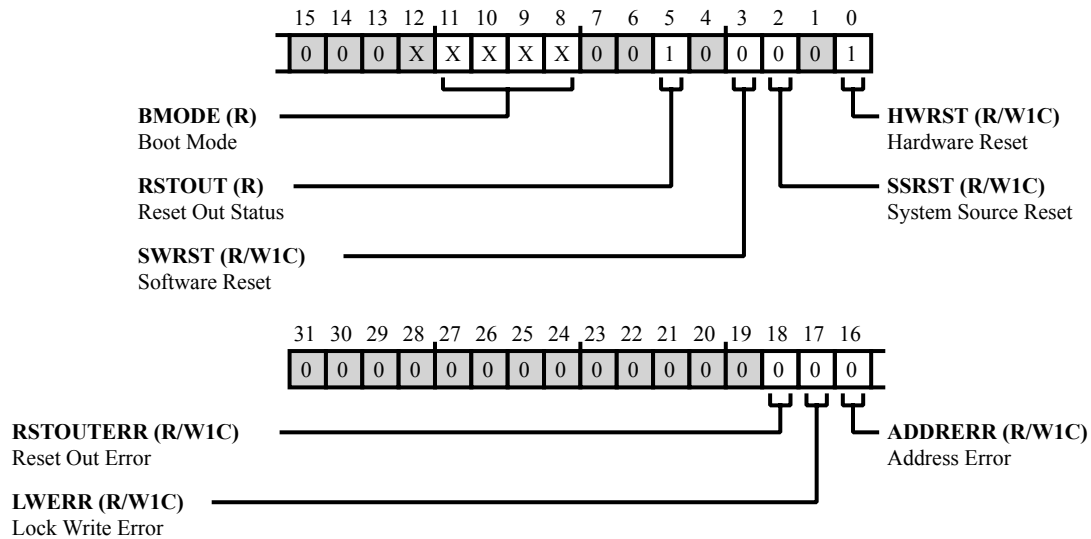 15 14 13 12 11 10 9 8 7 6 5 4 3 2 1 0
0 0 0 X X X X X 0 0 1 0 0 0 0 1
BMODE (R)
Boot Mode
HWRST (R/W1C)
Hardware Reset
RSTOUT (R)
Reset Out Status
SSRST (R/W1C)
System Source Reset
SWRST (R/W1C)
Software Reset
31 30 29 28 27 26 25 24 23 22 21 20 19 18 17 16
0 0 0 0 0 0 0 0 0 0 0 0 0 0 0 0
RSTOUTERR (R/W1C)
Reset Out Error
ADDRERR (R/W1C)
Address Error
LWERR (R/W1C)
Lock Write Error